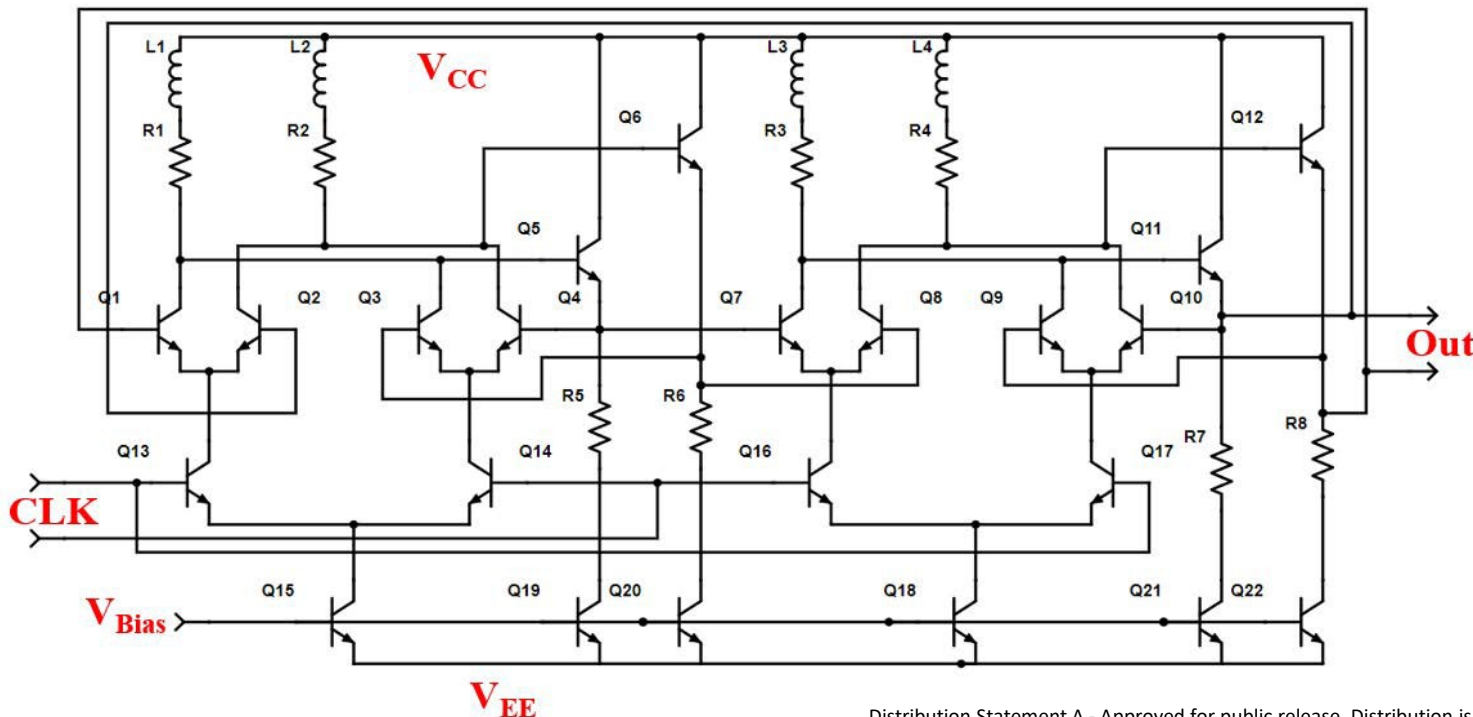 L1 L2 L3 L4
V_CC
R1 R2 Q6 R3 R4 Q12
Q5 Q11
Q1 Q2 Q3 Q4 Q7 Q8 Q9 Q10
Out
R5 R6 R7 R8
Q13 Q14 Q16 Q17
CLK
Q15 Q19 Q20 Q18 Q21 Q22
V_Bias
V_EE
Distribution Statement A - Approved for public release. Distribution is